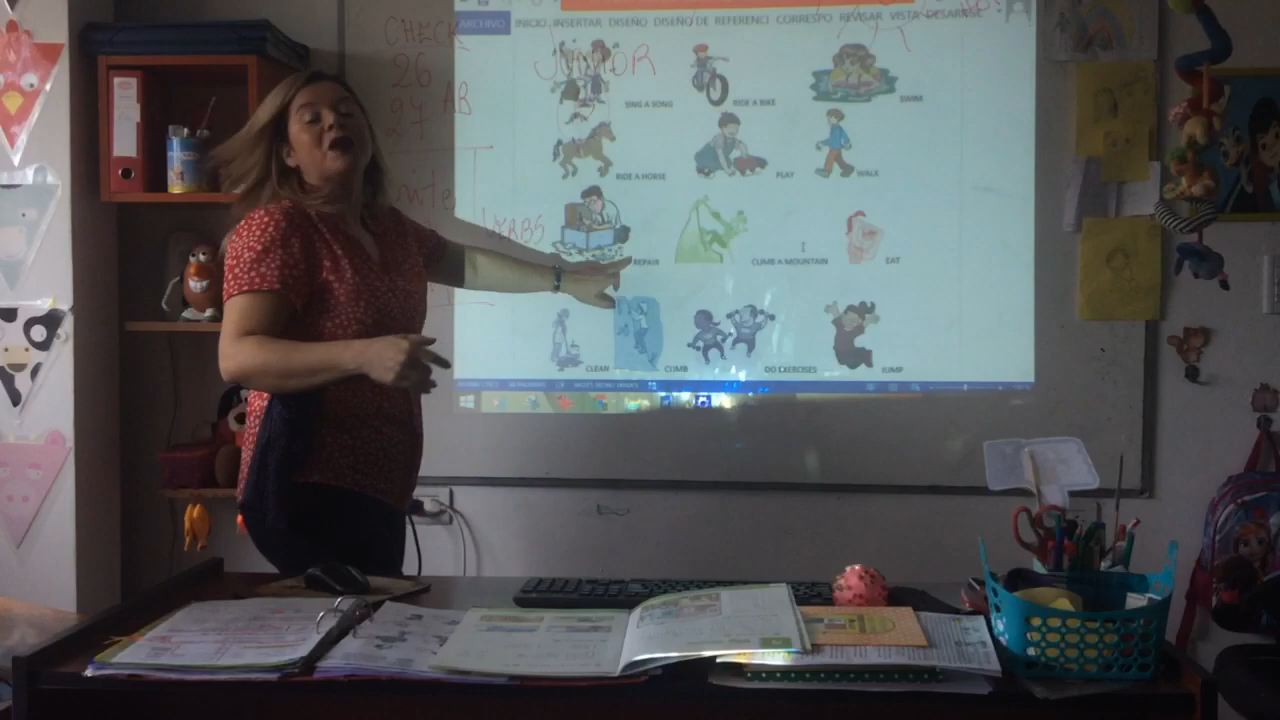 ARCHIVO INICIO INSERTAR DISEÑO DISEÑO DE REFERENCI CORRESPO REVISAR VISTA
CHECK
26
27 AB
JUNIOR
VERBS
SING A SONG RIDE A BIKE SWIM
RIDE A HORSE PLAY WALK
REPAIR CLIMB A MOUNTAIN EAT
CLEAN CLIMB DO EXERCISES JUMP